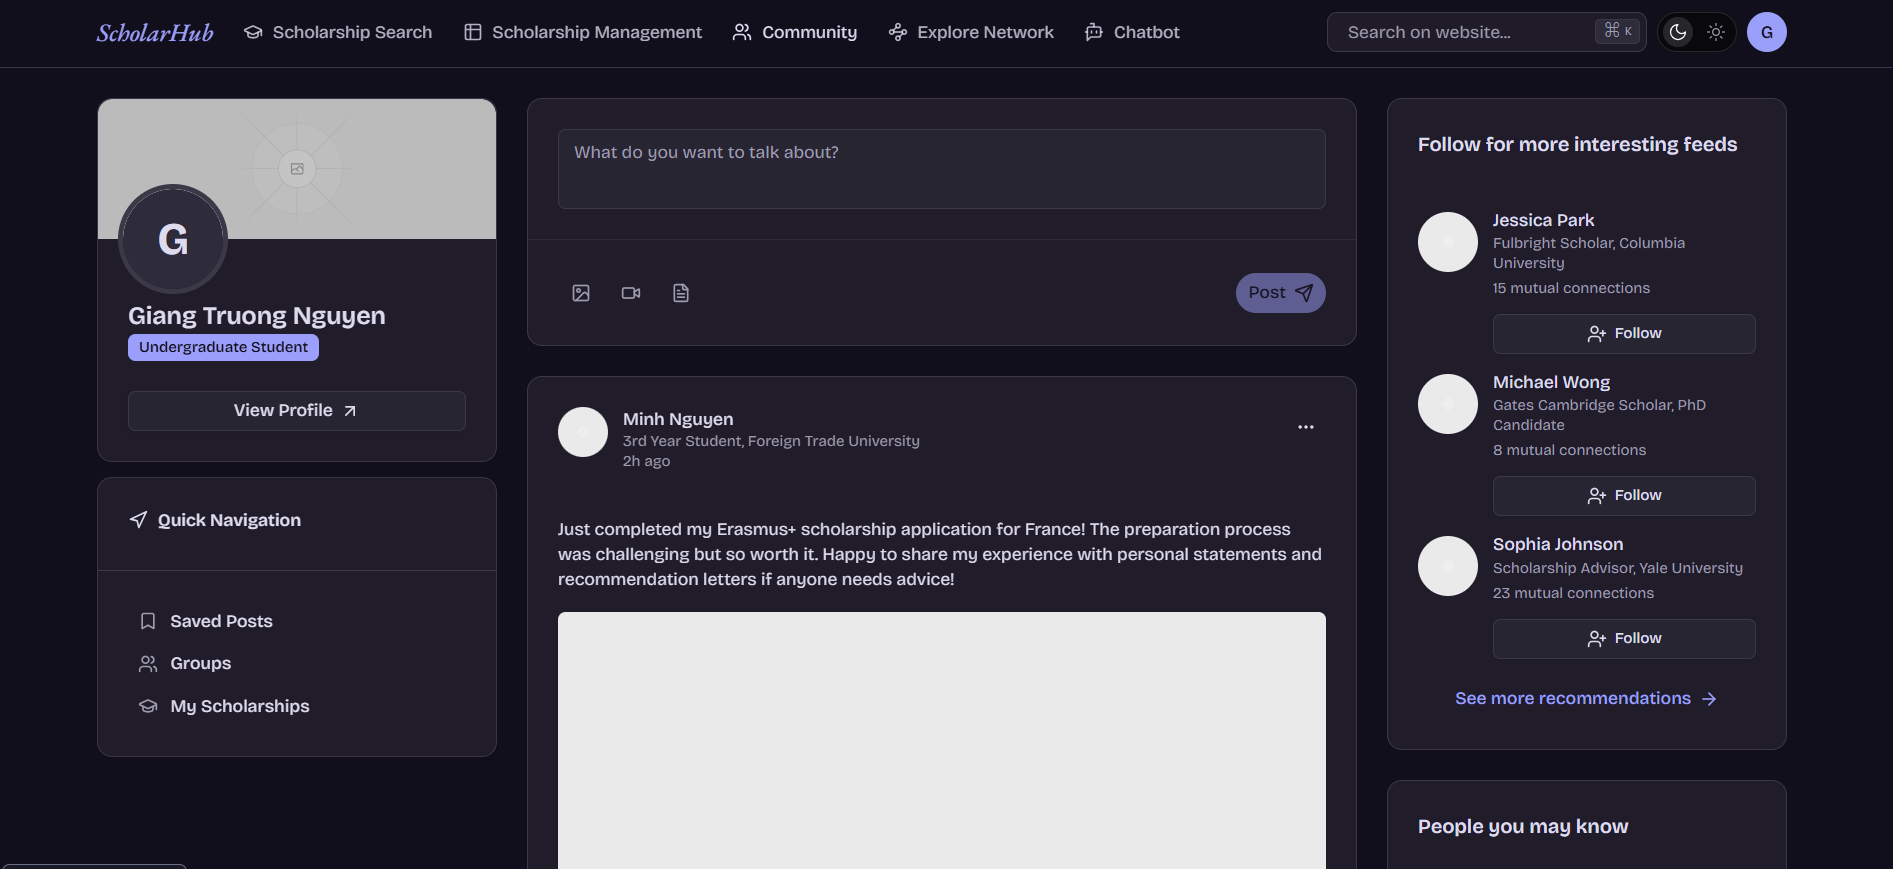 ScholarHub
Scholarship Search
Scholarship Management
Community
Explore Network
Chatbot
Search on website...
⌘ K
G
G
Giang Truong Nguyen
Undergraduate Student
View Profile
Quick Navigation
Saved Posts
Groups
My Scholarships
What do you want to talk about?
Post
Minh Nguyen
3rd Year Student, Foreign Trade University
2h ago
Just completed my Erasmus+ scholarship application for France! The preparation process
was challenging but so worth it. Happy to share my experience with personal statements and
recommendation letters if anyone needs advice!
Follow for more interesting feeds
Jessica Park
Fulbright Scholar, Columbia
University
15 mutual connections
Follow
Michael Wong
Gates Cambridge Scholar, PhD
Candidate
8 mutual connections
Follow
Sophia Johnson
Scholarship Advisor, Yale University
23 mutual connections
Follow
See more recommendations
People you may know